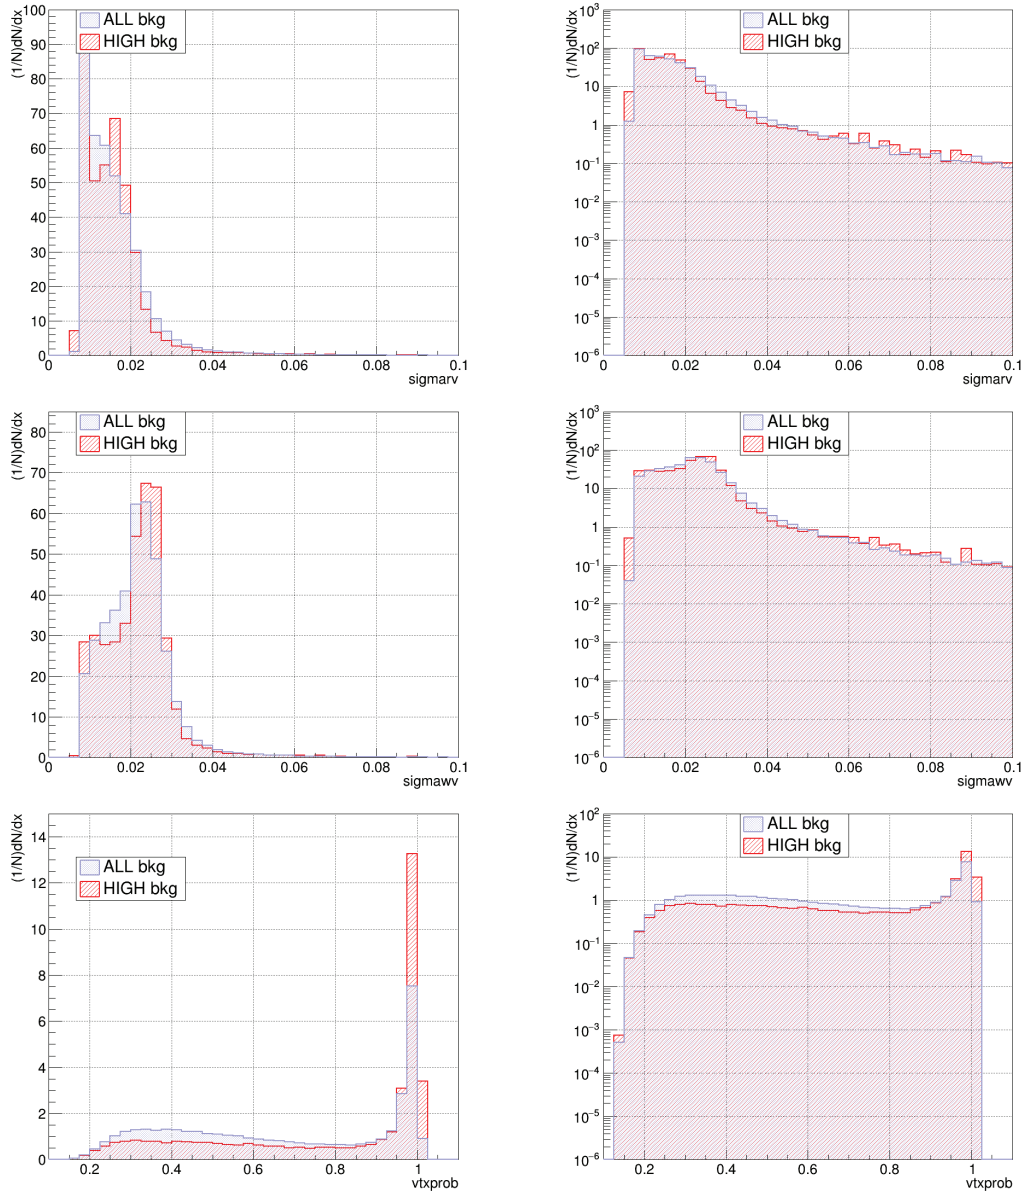 (1/N)dN/dx
100
90
80
70
60
50
40
30
20
10
0
ALL bkg
HIGH bkg
0 0.02 0.04 0.06 0.08 0.1
sigmarv
(1/N)dN/dx
10³
10²
10
1
10⁻¹
10⁻²
10⁻³
10⁻⁴
10⁻⁵
10⁻⁶
ALL bkg
HIGH bkg
0 0.02 0.04 0.06 0.08 0.1
sigmarv
(1/N)dN/dx
80
70
60
50
40
30
20
10
0
ALL bkg
HIGH bkg
0 0.02 0.04 0.06 0.08 0.1
sigmawv
(1/N)dN/dx
10³
10²
10
1
10⁻¹
10⁻²
10⁻³
10⁻⁴
10⁻⁵
10⁻⁶
ALL bkg
HIGH bkg
0 0.02 0.04 0.06 0.08 0.1
sigmawv
(1/N)dN/dx
14
12
10
8
6
4
2
0
ALL bkg
HIGH bkg
0.2 0.4 0.6 0.8 1
vtxprob
(1/N)dN/dx
10²
10
1
10⁻¹
10⁻²
10⁻³
10⁻⁴
10⁻⁵
10⁻⁶
ALL bkg
HIGH bkg
0.2 0.4 0.6 0.8 1
vtxprob